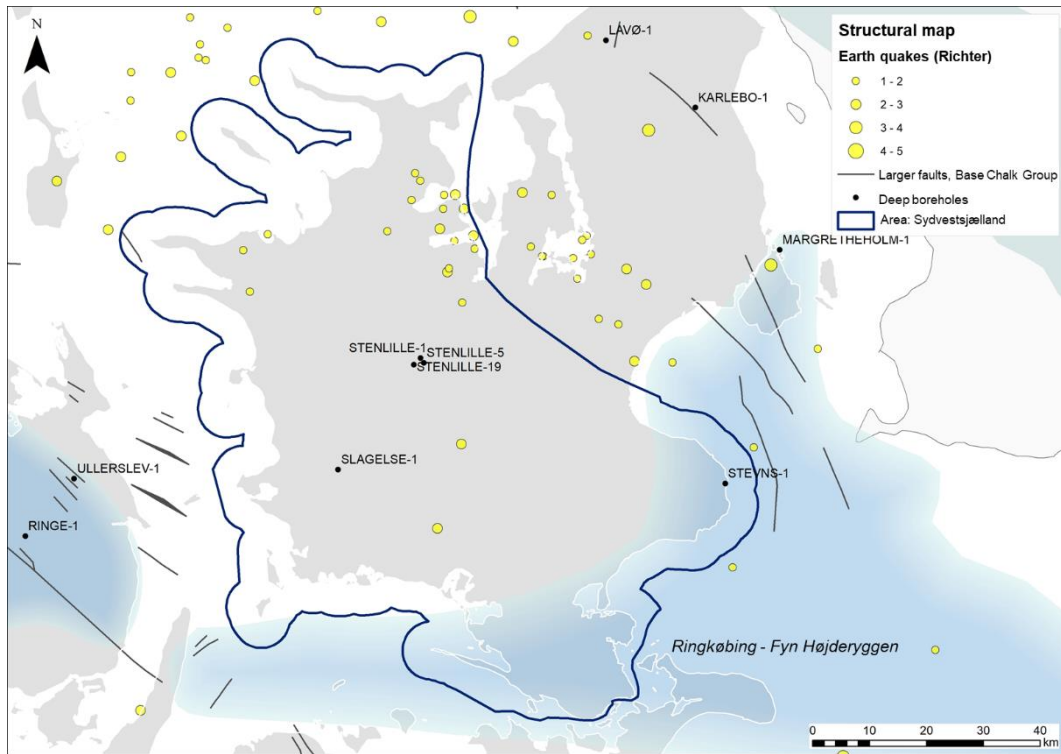 N
LAVØ-1
KARLEBO-1
MARGRETHEHOLM-1
STENLILLE-1
STENLILLE-5
STENLILLE-19
SLAGELSE-1
STEVNS-1
ULLERSLEV-1
RINGE-1
Ringkøbing - Fyn Højderyggen
Structural map
Earth quakes (Richter)
1 - 2
2 - 3
3 - 4
4 - 5
Larger faults, Base Chalk Group
Deep boreholes
Area: Sydvestsjælland
0 10 20 30 40
km